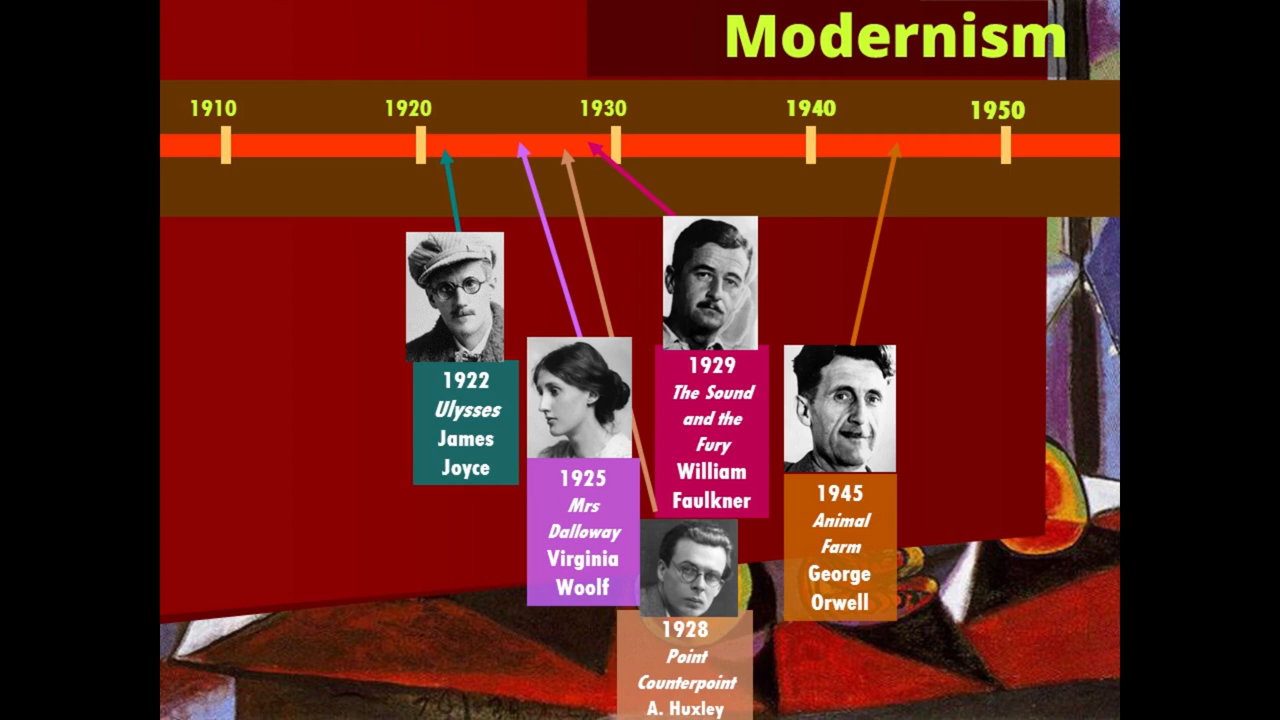 Modernism
1910
1920
1930
1940
1950
1922
Ulysses
James
Joyce
1925
Mrs
Dalloway
Virginia
Woolf
1929
The Sound
and the
Fury
William
Faulkner
1928
Point
Counterpoint
A. Huxley
1945
Animal
Farm
George
Orwell